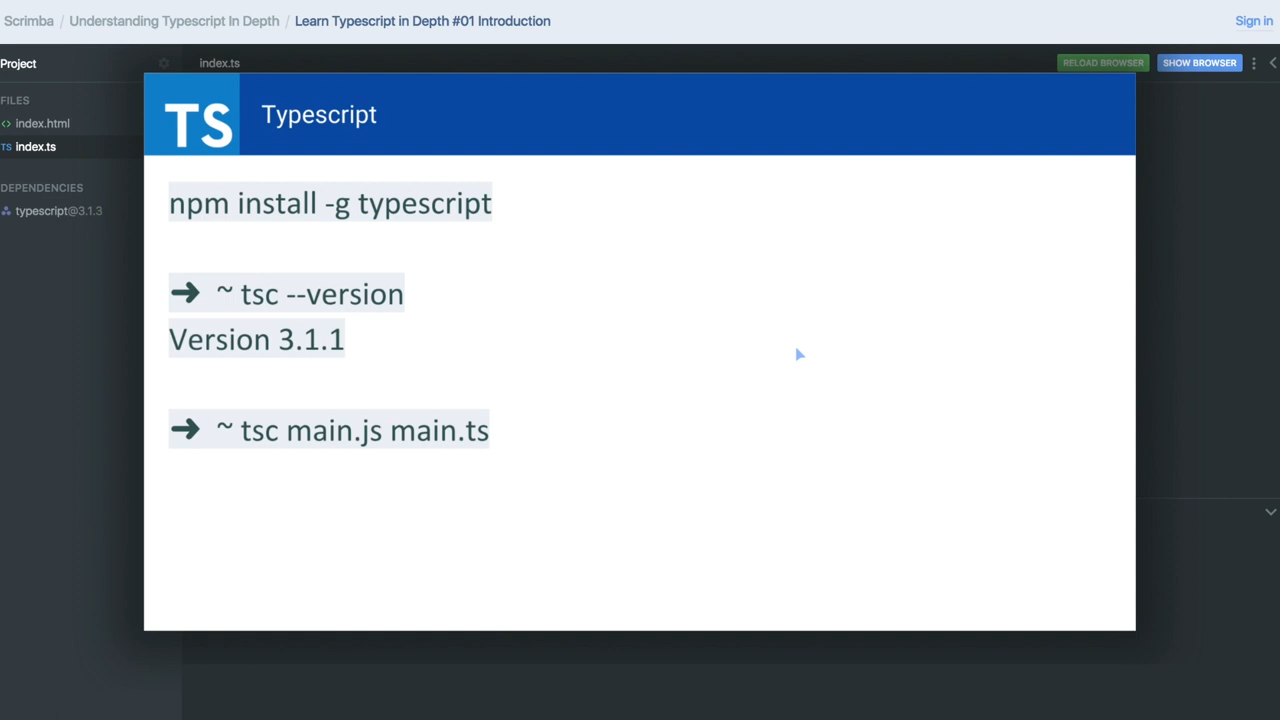 Scrimba / Understanding Typescript In Depth / Learn Typescript in Depth #01 Introduction
Sign in
Project
index.ts
RELOAD BROWSER
SHOW BROWSER
FILES
<> index.html
TS index.ts
DEPENDENCIES
typescript@3.1.3
TS
Typescript
npm install -g typescript
➜ ~ tsc --version
Version 3.1.1
➜ ~ tsc main.js main.ts